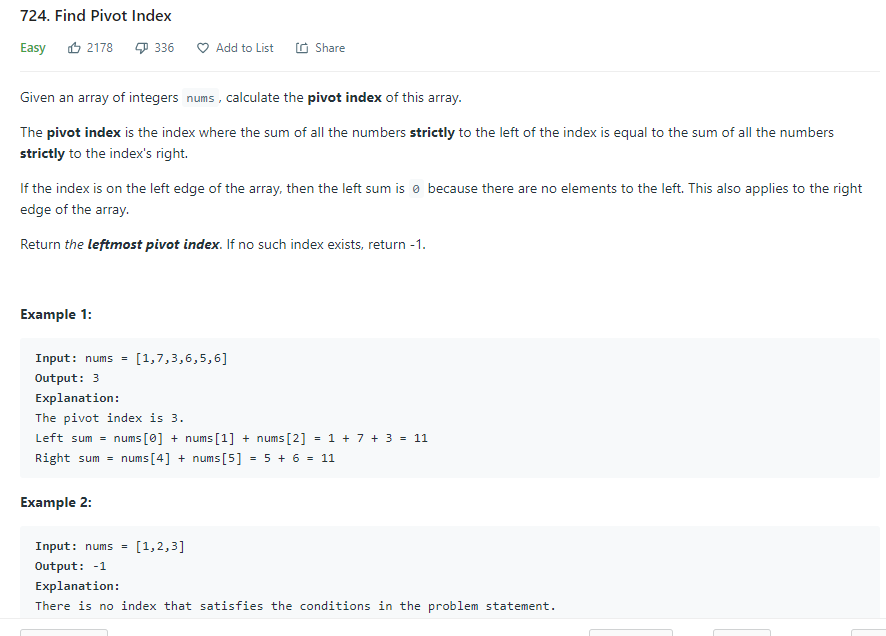 724. Find Pivot Index
Easy 2178 336 Add to List Share
Given an array of integers nums , calculate the pivot index of this array.
The pivot index is the index where the sum of all the numbers strictly to the left of the index is equal to the sum of all the numbers
strictly to the index's right.
If the index is on the left edge of the array, then the left sum is 0 because there are no elements to the left. This also applies to the right
edge of the array.
Return the leftmost pivot index. If no such index exists, return -1.
Example 1:
Input: nums = [1,7,3,6,5,6]
Output: 3
Explanation:
The pivot index is 3.
Left sum = nums[0] + nums[1] + nums[2] = 1 + 7 + 3 = 11
Right sum = nums[4] + nums[5] = 5 + 6 = 11
Example 2:
Input: nums = [1,2,3]
Output: -1
Explanation:
There is no index that satisfies the conditions in the problem statement.